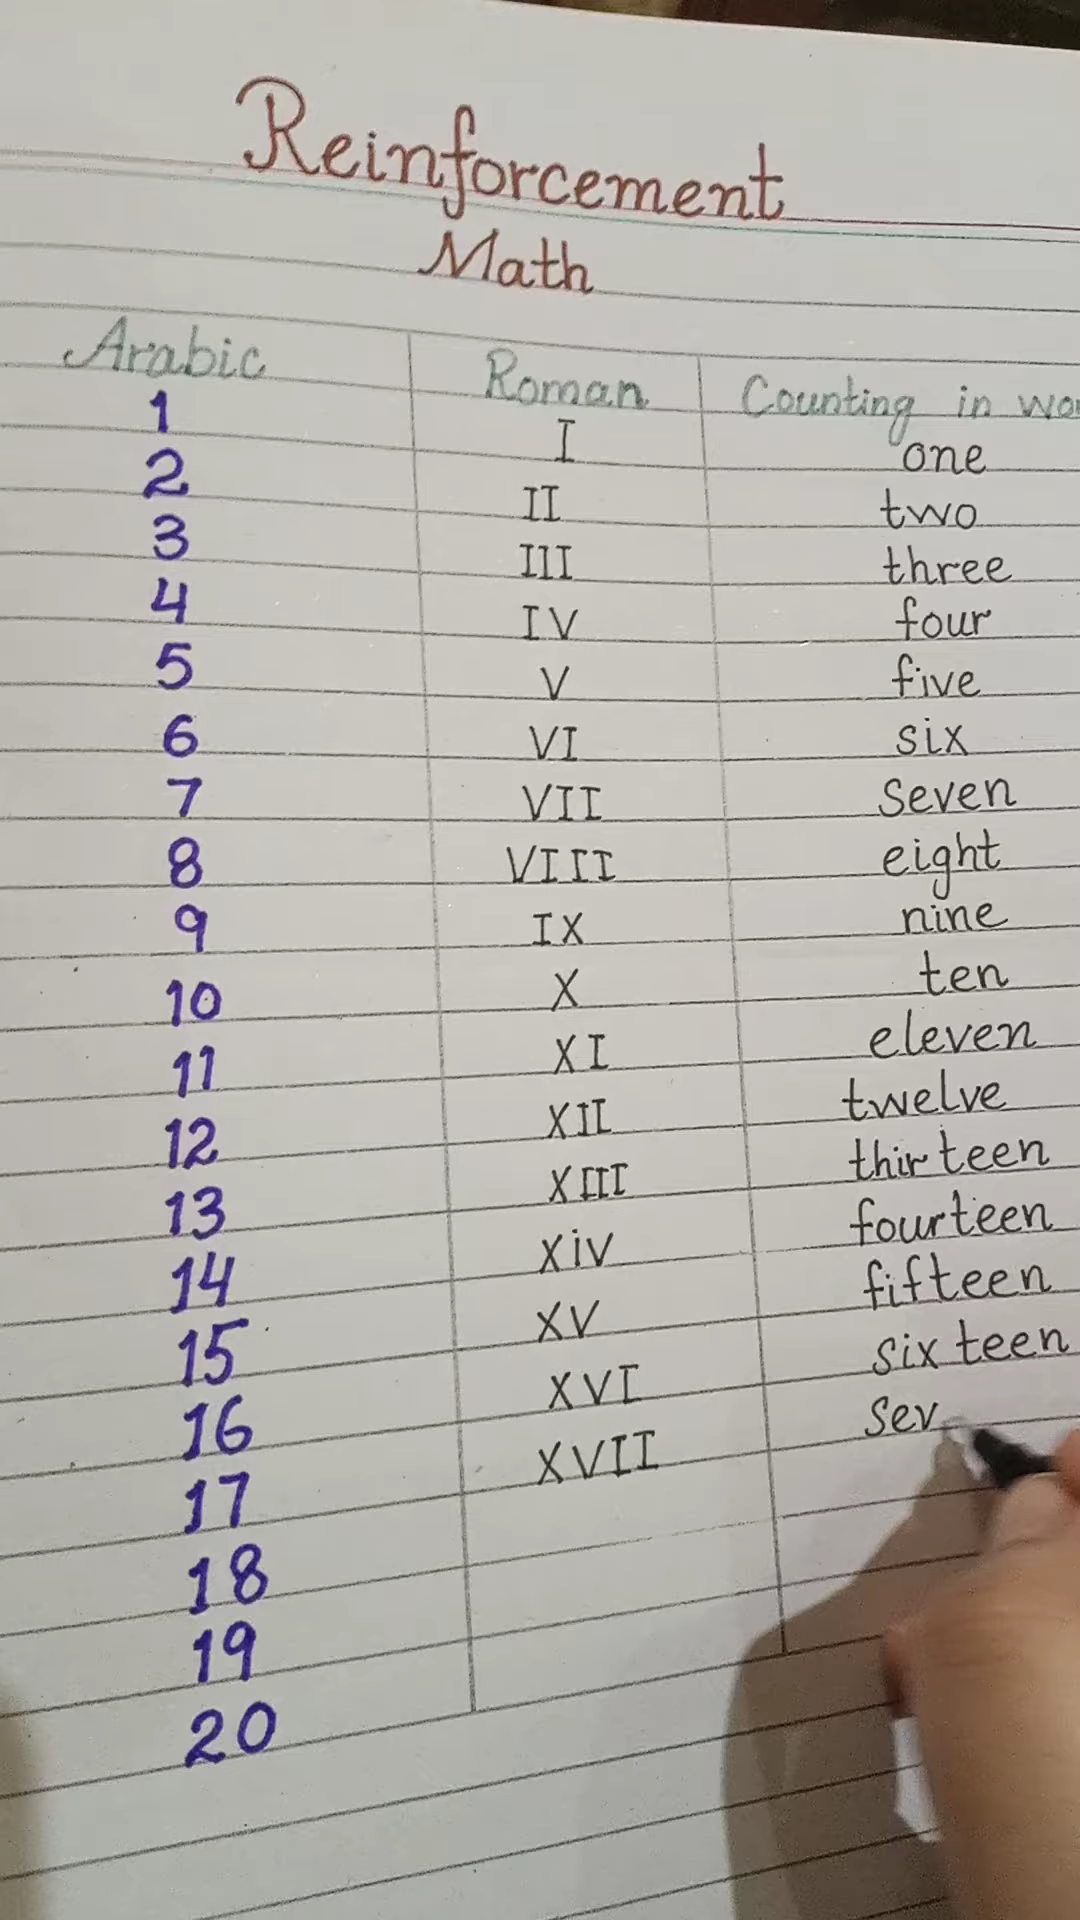 Reinforcement
Math
Arabic Roman Counting in
1 I one
2 II two
3 III three
4 IV four
5 V five
6 VI six
7 VII seven
8 VIII eight
9 IX nine
10 X ten
11 XI eleven
12 XII twelve
13 XIII thirteen
14 Xiv fourteen
15 XV fifteen
16 XVI sixteen
17 XVII sev
18
19
20